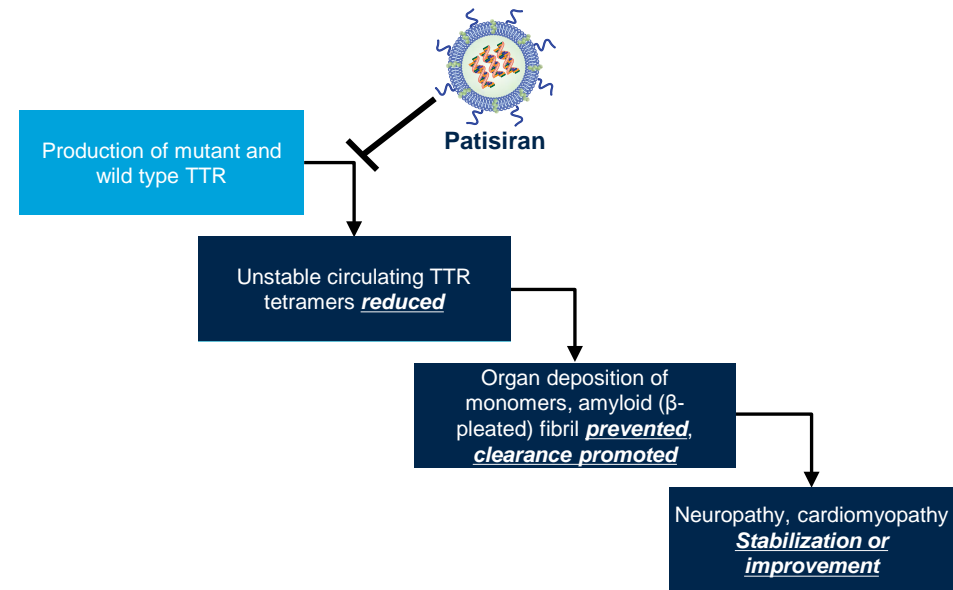 Patisiran
Production of mutant and
wild type TTR
Unstable circulating TTR
tetramers reduced
Organ deposition of
monomers, amyloid (β-
pleated) fibril prevented,
clearance promoted
Neuropathy, cardiomyopathy
Stabilization or
improvement